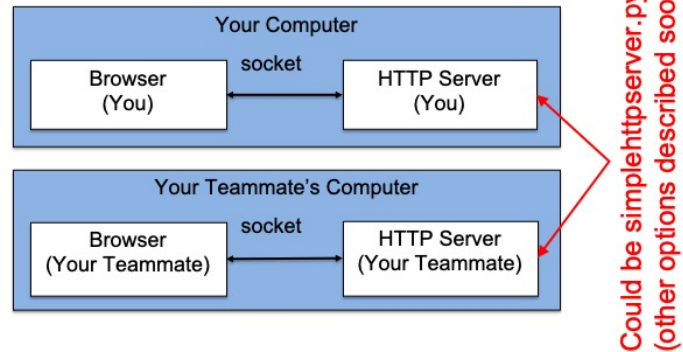 Your Computer
Browser
(You)
socket
HTTP Server
(You)
Your Teammate's Computer
Browser
(Your Teammate)
socket
HTTP Server
(Your Teammate)
Could be simplehttpserver.py
(other options described